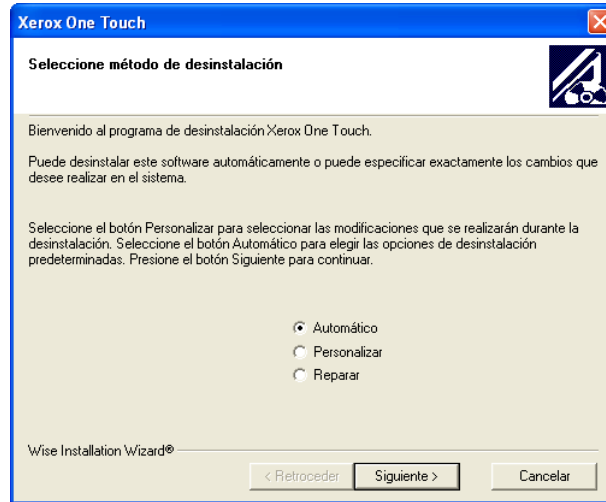 Xerox One Touch
Seleccione método de desinstalación
Bienvenido al programa de desinstalación Xerox One Touch.
Puede desinstalar este software automáticamente o puede especificar exactamente los cambios que
desee realizar en el sistema.
Seleccione el botón Personalizar para seleccionar las modificaciones que se realizarán durante la
desinstalación. Seleccione el botón Automático para elegir las opciones de desinstalación
predeterminadas. Presione el botón Siguiente para continuar.
Automático
Personalizar
Reparar
Wise Installation Wizard®
< Retroceder
Siguiente >
Cancelar